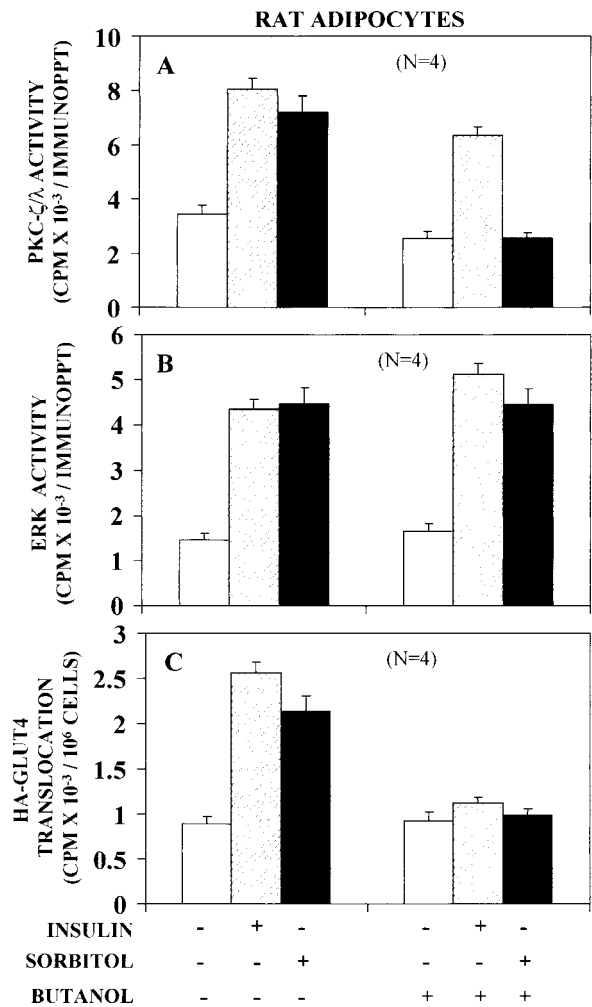 RAT ADIPOCYTES
A
(N=4)
PKC-ζ/λ ACTIVITY
(CPM X 10-3 / IMMUNOPPT)
10
8
6
4
2
0
B
(N=4)
ERK ACTIVITY
(CPM X 10-3 / IMMUNOPPT)
6
5
4
3
2
1
0
C
(N=4)
HA-GLUT4
TRANSLOCATION
(CPM X 10-3 / 106 CELLS)
3
2.5
2
1.5
1
0.5
0
INSULIN - + - - + -
SORBITOL - - + - - +
BUTANOL - - - + + +